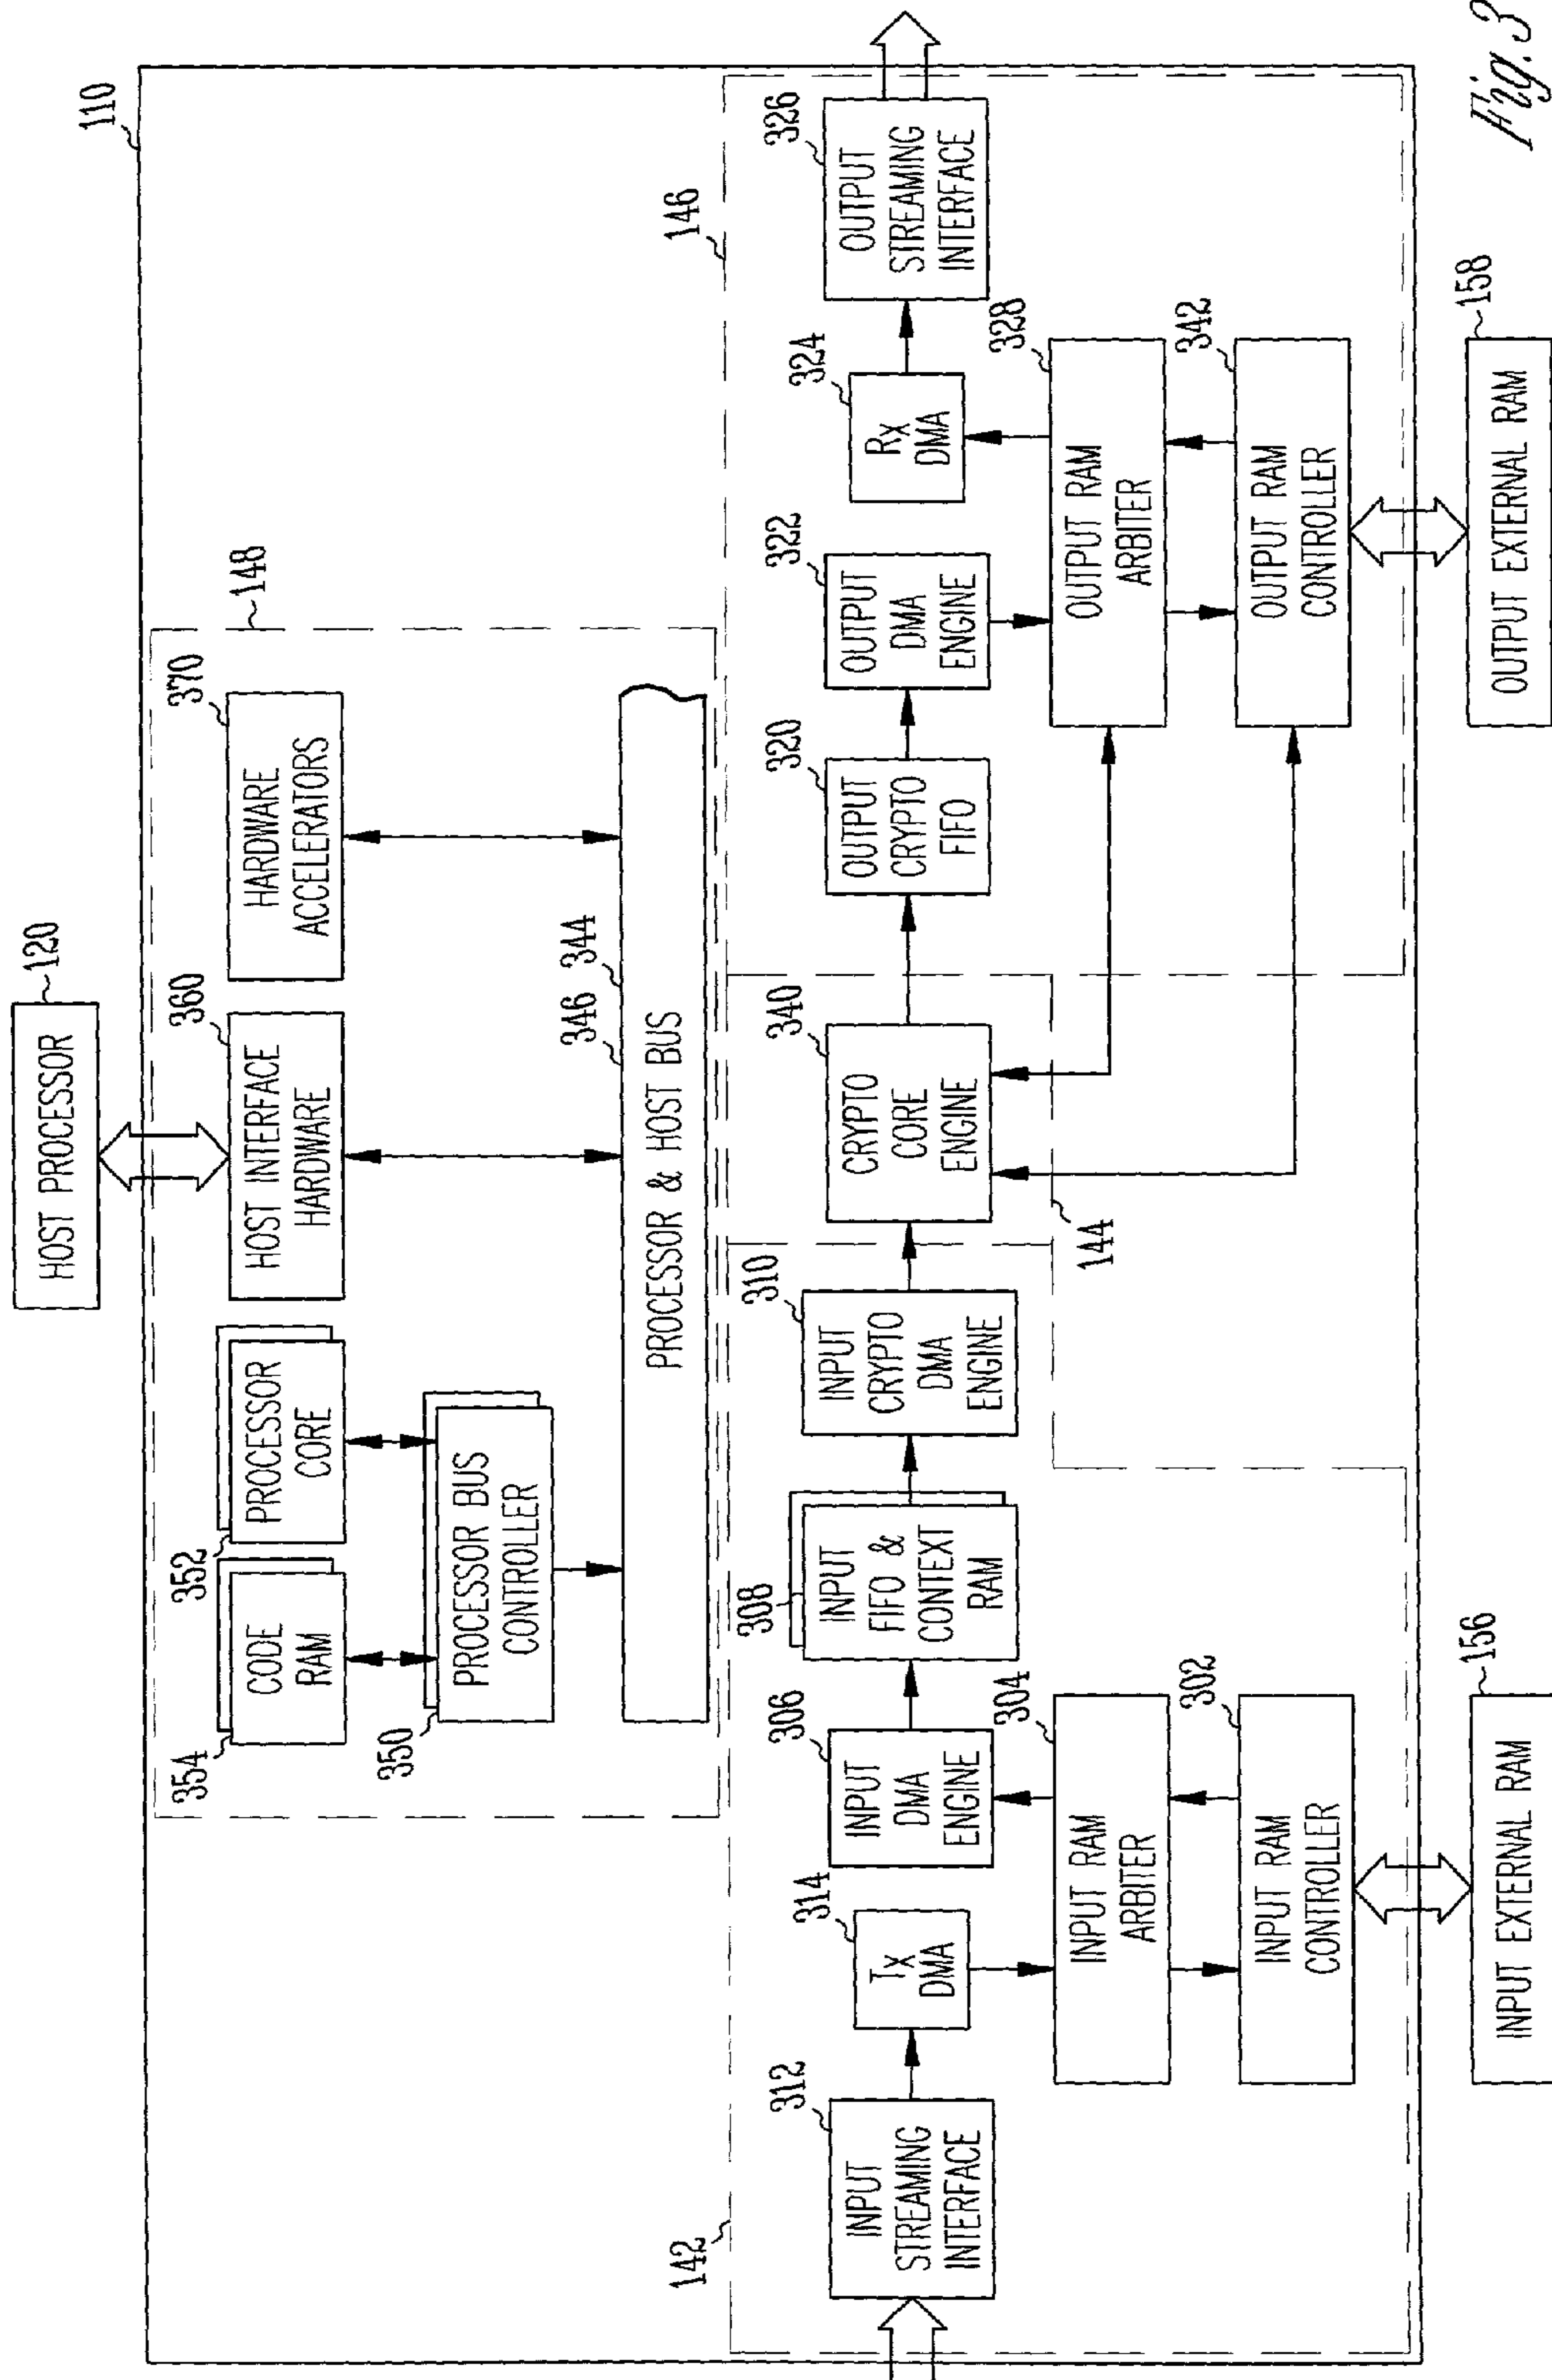 HOST PROCESSOR
120
110
354
CODE
RAM
352
PROCESSOR
CORE
360
HOST INTERFACE
HARDWARE
370
HARDWARE
ACCELERATORS
148
350
PROCESSOR BUS
CONTROLLER
346
344
PROCESSOR & HOST BUS
142
312
INPUT
STREAMING
INTERFACE
314
Tx
DMA
306
INPUT
DMA
ENGINE
308
INPUT
FIFO &
CONTEXT
RAM
310
INPUT
CRYPTO
DMA
ENGINE
340
CRYPTO
CORE
ENGINE
144
320
OUTPUT
CRYPTO
FIFO
322
OUTPUT
DMA
ENGINE
324
Rx
DMA
146
326
OUTPUT
STREAMING
INTERFACE
304
INPUT RAM
ARBITER
302
INPUT RAM
CONTROLLER
328
OUTPUT RAM
ARBITER
342
OUTPUT RAM
CONTROLLER
156
INPUT EXTERNAL RAM
158
OUTPUT EXTERNAL RAM
Fig. 3